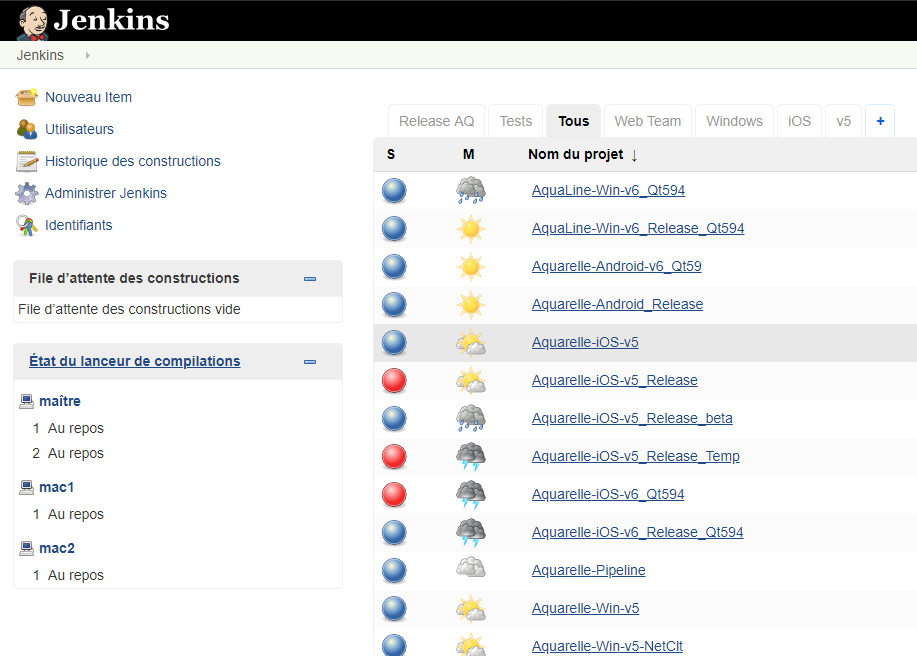 Jenkins
Jenkins
Nouveau Item
Utilisateurs
Historique des constructions
Administrer Jenkins
Identifiants
File d’attente des constructions
File d’attente des constructions vide
État du lanceur de compilations
maître
1 Au repos
2 Au repos
mac1
1 Au repos
mac2
1 Au repos
Release AQ Tests Tous Web Team Windows iOS v5 +
S M Nom du projet ↓
AquaLine-Win-v6_Qt594
AquaLine-Win-v6_Release_Qt594
Aquarelle-Android-v6_Qt59
Aquarelle-Android_Release
Aquarelle-iOS-v5
Aquarelle-iOS-v5_Release
Aquarelle-iOS-v5_Release_beta
Aquarelle-iOS-v5_Release_Temp
Aquarelle-iOS-v6_Qt594
Aquarelle-iOS-v6_Release_Qt594
Aquarelle-Pipeline
Aquarelle-Win-v5
Aquarelle-Win-v5-NetClt